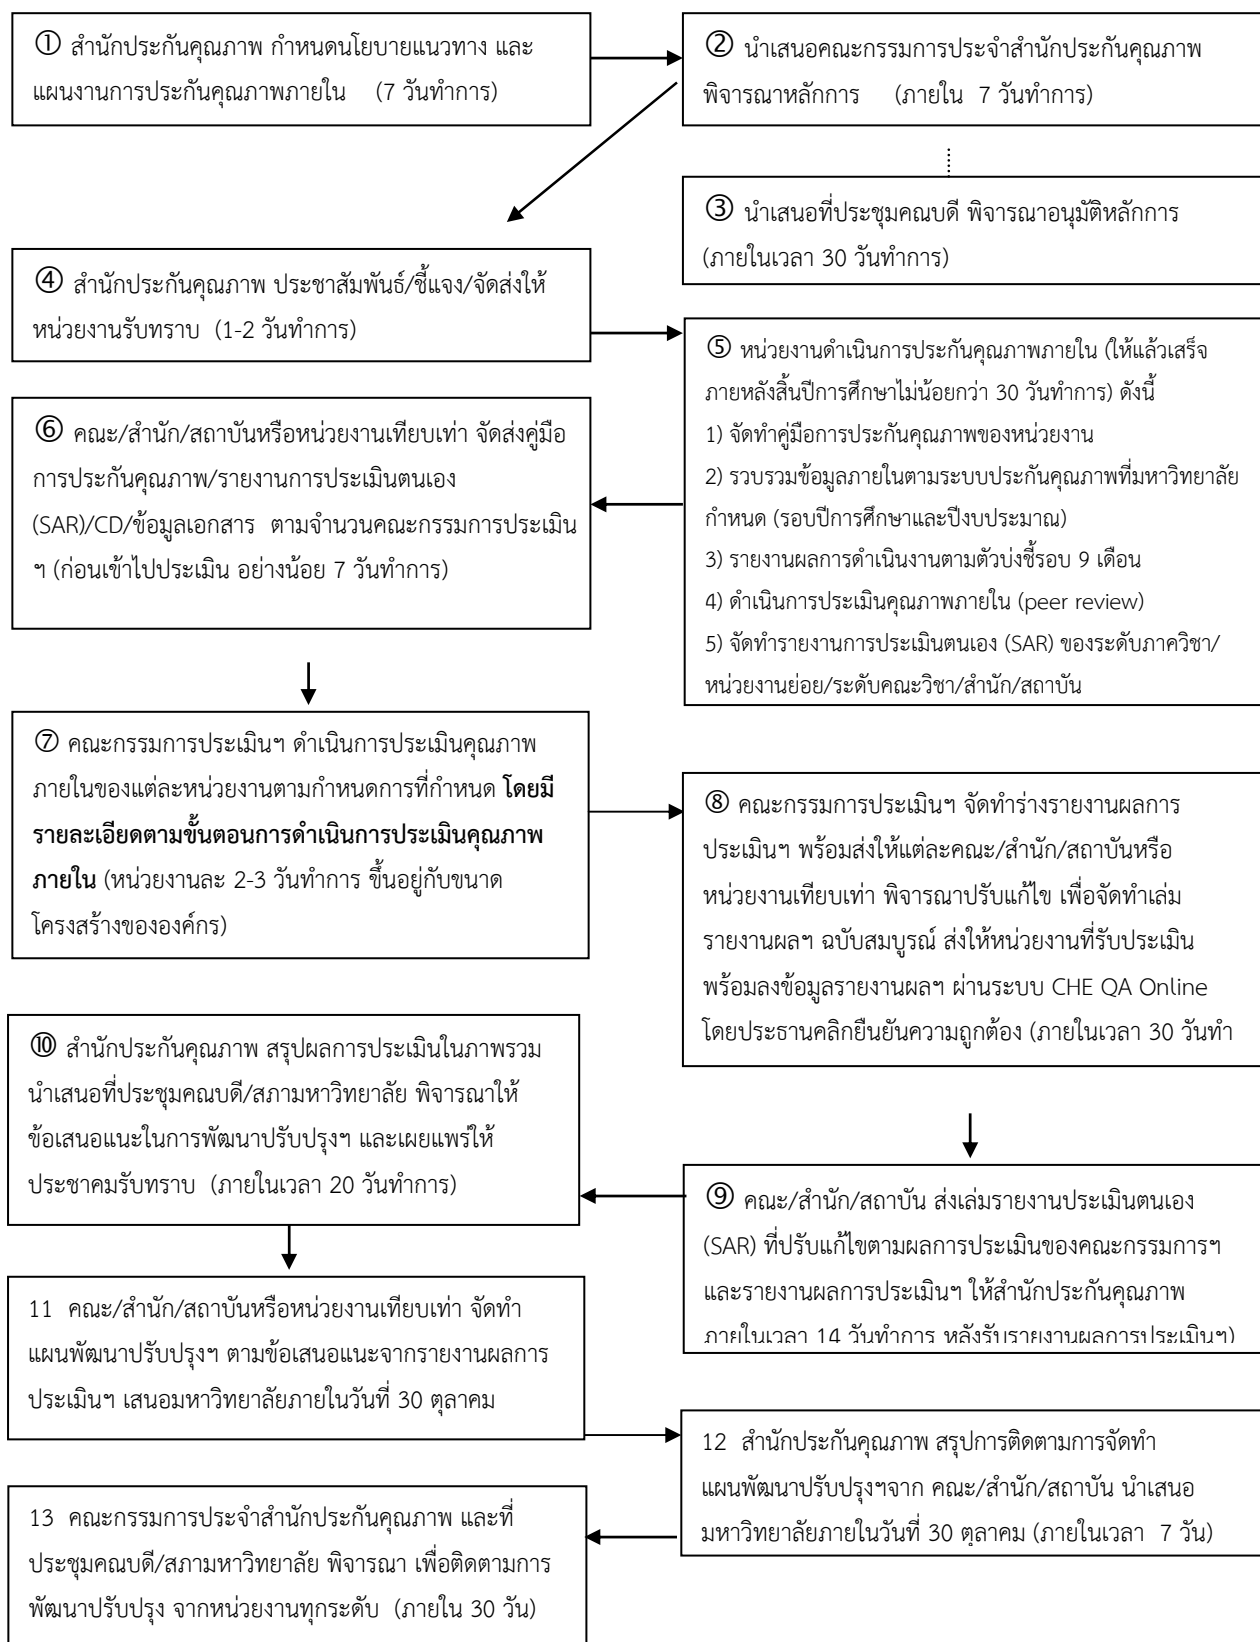 ① สำนักประกันคุณภาพ กำหนดนโยบายแนวทาง และ
แผนงานการประกันคุณภาพภายใน (7 วันทำการ)
② นำเสนอคณะกรรมการประจำสำนักประกันคุณภาพ
พิจารณาหลักการ (ภายใน 7 วันทำการ)
③ นำเสนอที่ประชุมคณบดี พิจารณาอนุมัติหลักการ
(ภายในเวลา 30 วันทำการ)
④ สำนักประกันคุณภาพ ประชาสัมพันธ์/ชี้แจง/จัดส่งให้
หน่วยงานรับทราบ (1-2 วันทำการ)
⑤ หน่วยงานดำเนินการประกันคุณภาพภายใน (ให้แล้วเสร็จ
ภายหลังสิ้นปีการศึกษาไม่น้อยกว่า 30 วันทำการ) ดังนี้
1) จัดทำคู่มือการประกันคุณภาพของหน่วยงาน
2) รวบรวมข้อมูลภายในตามระบบประกันคุณภาพที่มหาวิทยาลัย
กำหนด (รอบปีการศึกษาและปีงบประมาณ)
3) รายงานผลการดำเนินงานตามตัวบ่งชี้รอบ 9 เดือน
4) ดำเนินการประเมินคุณภาพภายใน (peer review)
5) จัดทำรายงานการประเมินตนเอง (SAR) ของระดับภาควิชา/
หน่วยงานย่อย/ระดับคณะวิชา/สำนัก/สถาบัน
⑥ คณะ/สำนัก/สถาบันหรือหน่วยงานเทียบเท่า จัดส่งคู่มือ
การประกันคุณภาพ/รายงานการประเมินตนเอง
(SAR)/CD/ข้อมูลเอกสาร ตามจำนวนคณะกรรมการประเมิน
ฯ (ก่อนเข้าไปประเมิน อย่างน้อย 7 วันทำการ)
⑦ คณะกรรมการประเมินฯ ดำเนินการประเมินคุณภาพ
ภายในของแต่ละหน่วยงานตามกำหนดการที่กำหนด โดยมี
รายละเอียดตามขั้นตอนการดำเนินการประเมินคุณภาพ
ภายใน (หน่วยงานละ 2-3 วันทำการ ขึ้นอยู่กับขนาด
โครงสร้างขององค์กร)
⑧ คณะกรรมการประเมินฯ จัดทำร่างรายงานผลการ
ประเมินฯ พร้อมส่งให้แต่ละคณะ/สำนัก/สถาบันหรือ
หน่วยงานเทียบเท่า พิจารณาปรับแก้ไข เพื่อจัดทำเล่ม
รายงานผลฯ ฉบับสมบูรณ์ ส่งให้หน่วยงานที่รับประเมิน
พร้อมลงข้อมูลรายงานผลฯ ผ่านระบบ CHE QA Online
โดยประธานคลิกยืนยันความถูกต้อง (ภายในเวลา 30 วันทำ
⑨ คณะ/สำนัก/สถาบัน ส่งเล่มรายงานประเมินตนเอง
(SAR) ที่ปรับแก้ไขตามผลการประเมินของคณะกรรมการฯ
และรายงานผลการประเมินฯ ให้สำนักประกันคุณภาพ
ภายในเวลา 14 วันทำการ หลังรับรายงานผลการประเมินฯ)
⑩ สำนักประกันคุณภาพ สรุปผลการประเมินในภาพรวม
นำเสนอที่ประชุมคณบดี/สภามหาวิทยาลัย พิจารณาให้
ข้อเสนอแนะในการพัฒนาปรับปรุงฯ และเผยแพร่ให้
ประชาคมรับทราบ (ภายในเวลา 20 วันทำการ)
11 คณะ/สำนัก/สถาบันหรือหน่วยงานเทียบเท่า จัดทำ
แผนพัฒนาปรับปรุงฯ ตามข้อเสนอแนะจากรายงานผลการ
ประเมินฯ เสนอมหาวิทยาลัยภายในวันที่ 30 ตุลาคม
12 สำนักประกันคุณภาพ สรุปการติดตามการจัดทำ
แผนพัฒนาปรับปรุงฯจาก คณะ/สำนัก/สถาบัน นำเสนอ
มหาวิทยาลัยภายในวันที่ 30 ตุลาคม (ภายในเวลา 7 วัน)
13 คณะกรรมการประจำสำนักประกันคุณภาพ และที่
ประชุมคณบดี/สภามหาวิทยาลัย พิจารณา เพื่อติดตามการ
พัฒนาปรับปรุง จากหน่วยงานทุกระดับ (ภายใน 30 วัน)